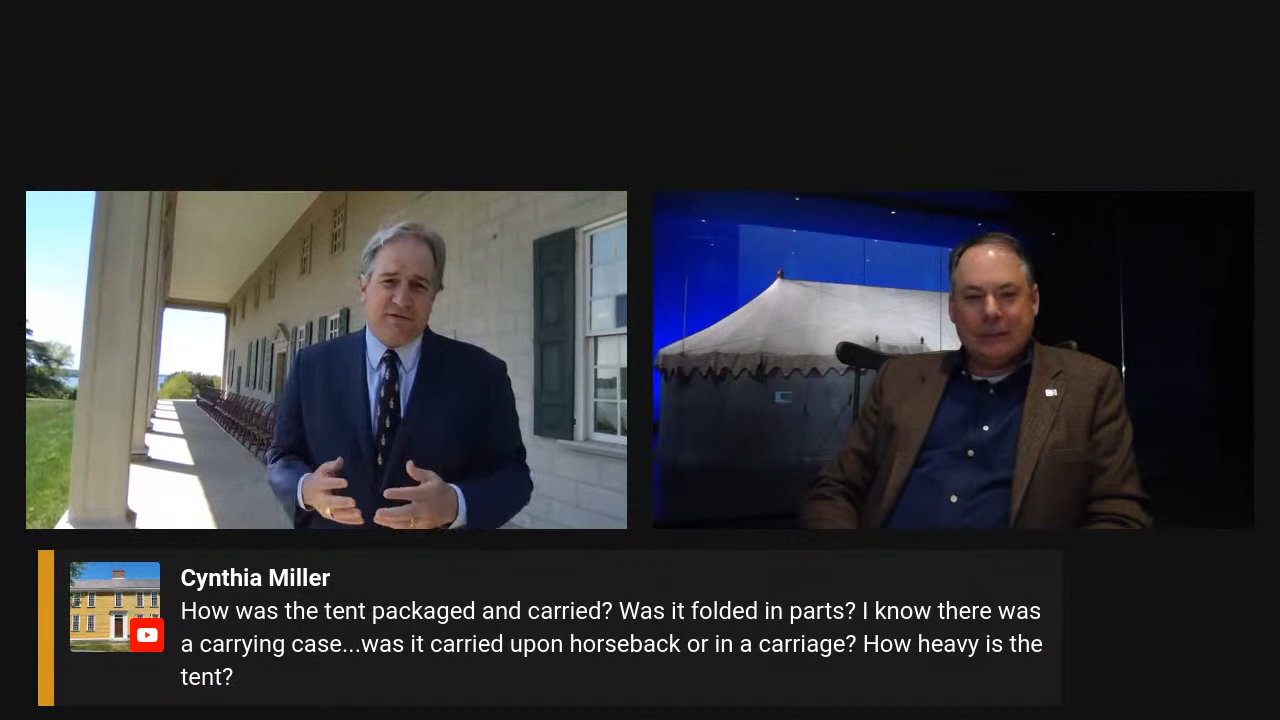 Cynthia Miller
How was the tent packaged and carried? Was it folded in parts? I know there was
a carrying case...was it carried upon horseback or in a carriage? How heavy is the
tent?